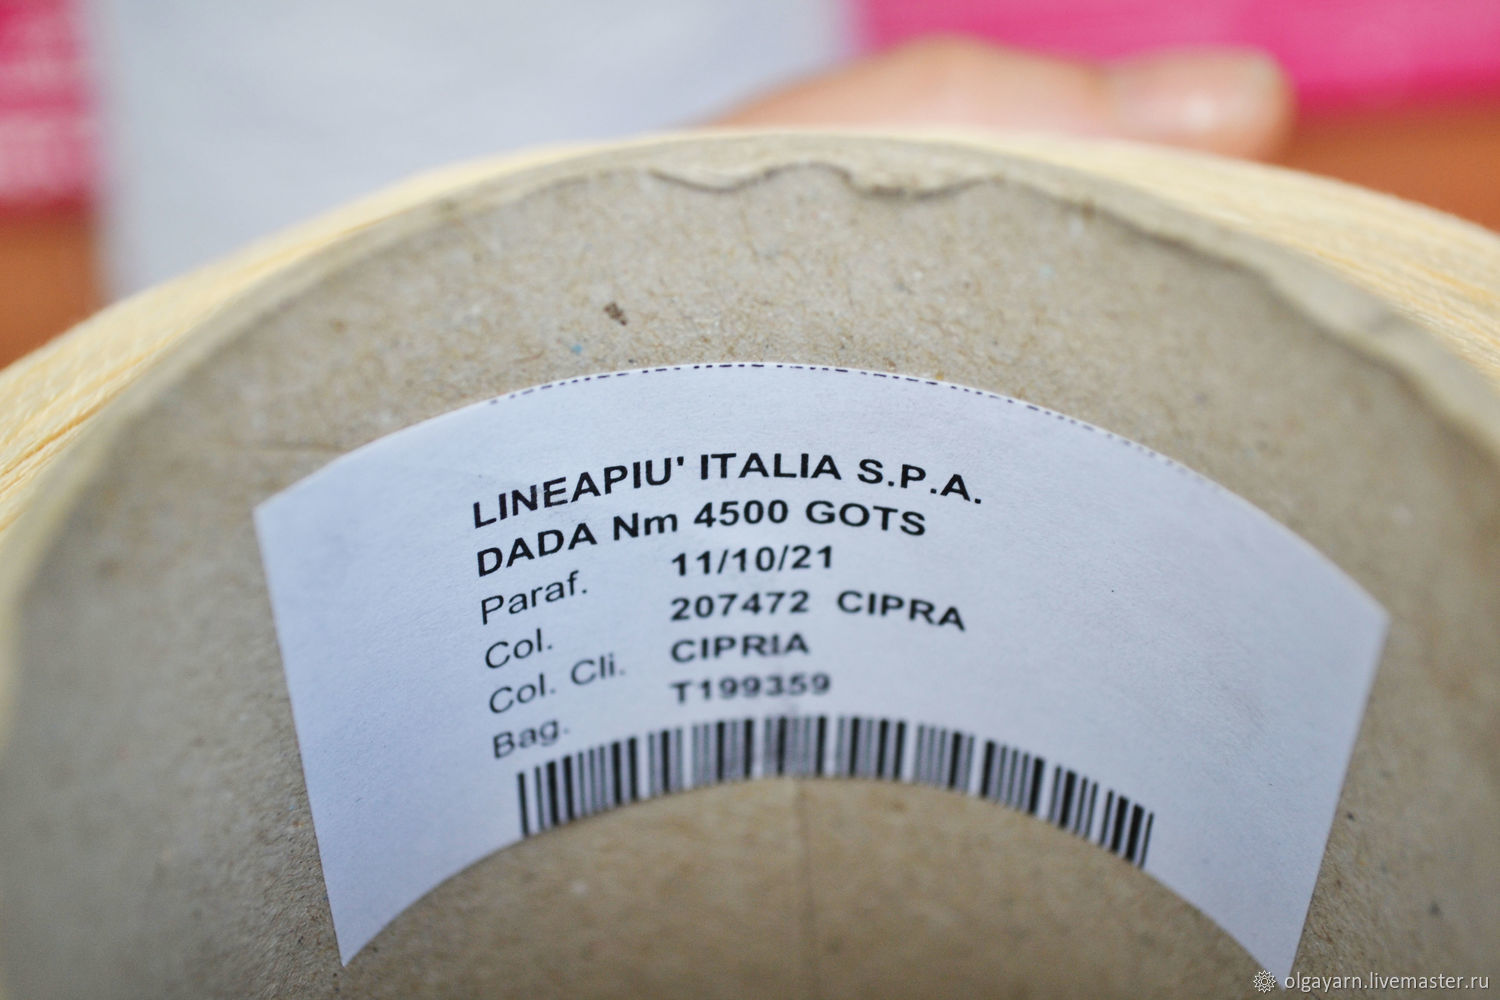 LINEAPIU' ITALIA S.P.A.
DADA Nm 4500 GOTS
Paraf. 11/10/21
Col. 207472 CIPRA
Col. Cli. CIPRIA
Bag. T199359
olgayarn.livemaster.ru